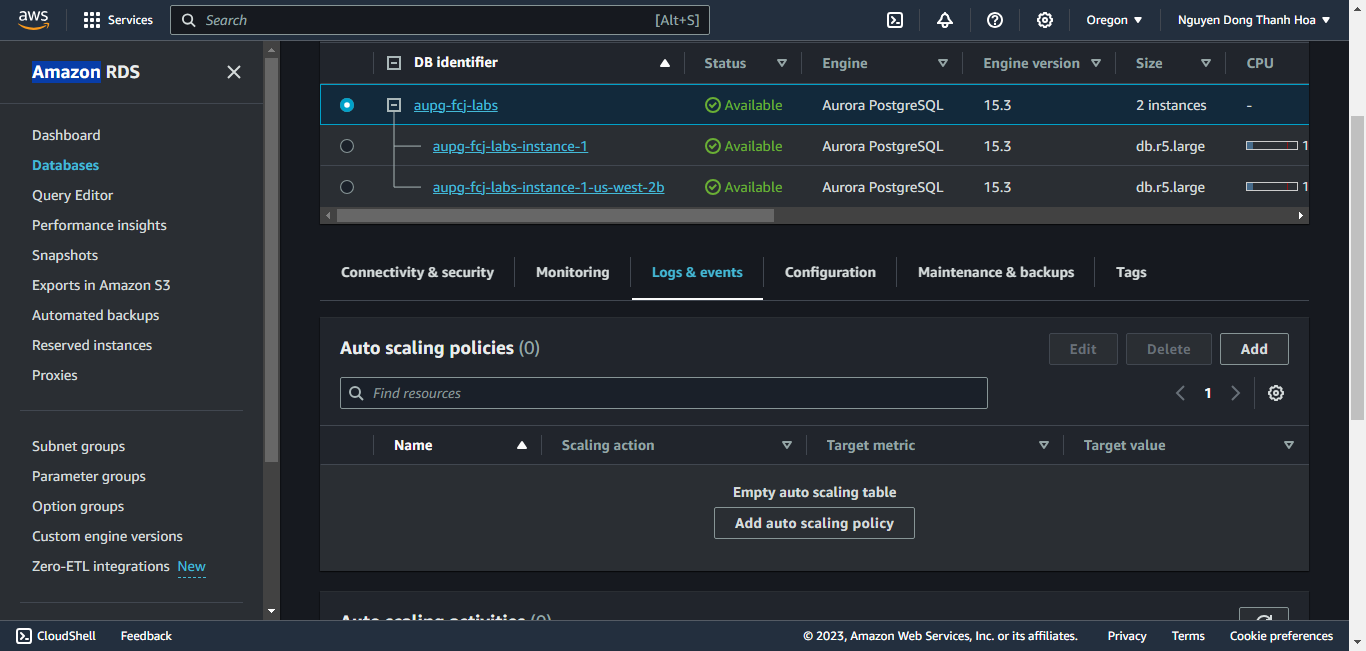 aws
Services
Search [Alt+S]
Oregon ▼
Nguyen Dong Thanh Hoa ▼
Amazon RDS
Dashboard
Databases
Query Editor
Performance insights
Snapshots
Exports in Amazon S3
Automated backups
Reserved instances
Proxies
Subnet groups
Parameter groups
Option groups
Custom engine versions
Zero-ETL integrations New
DB identifier Status Engine Engine version Size CPU
aupg-fcj-labs Available Aurora PostgreSQL 15.3 2 instances -
aupg-fcj-labs-instance-1 Available Aurora PostgreSQL 15.3 db.r5.large 1
aupg-fcj-labs-instance-1-us-west-2b Available Aurora PostgreSQL 15.3 db.r5.large 1
Connectivity & security Monitoring Logs & events Configuration Maintenance & backups Tags
Auto scaling policies (0) Edit Delete Add
Find resources 1
Name Scaling action Target metric Target value
Empty auto scaling table
Add auto scaling policy
Auto scaling activities (0)
CloudShell Feedback © 2023, Amazon Web Services, Inc. or its affiliates. Privacy Terms Cookie preferences